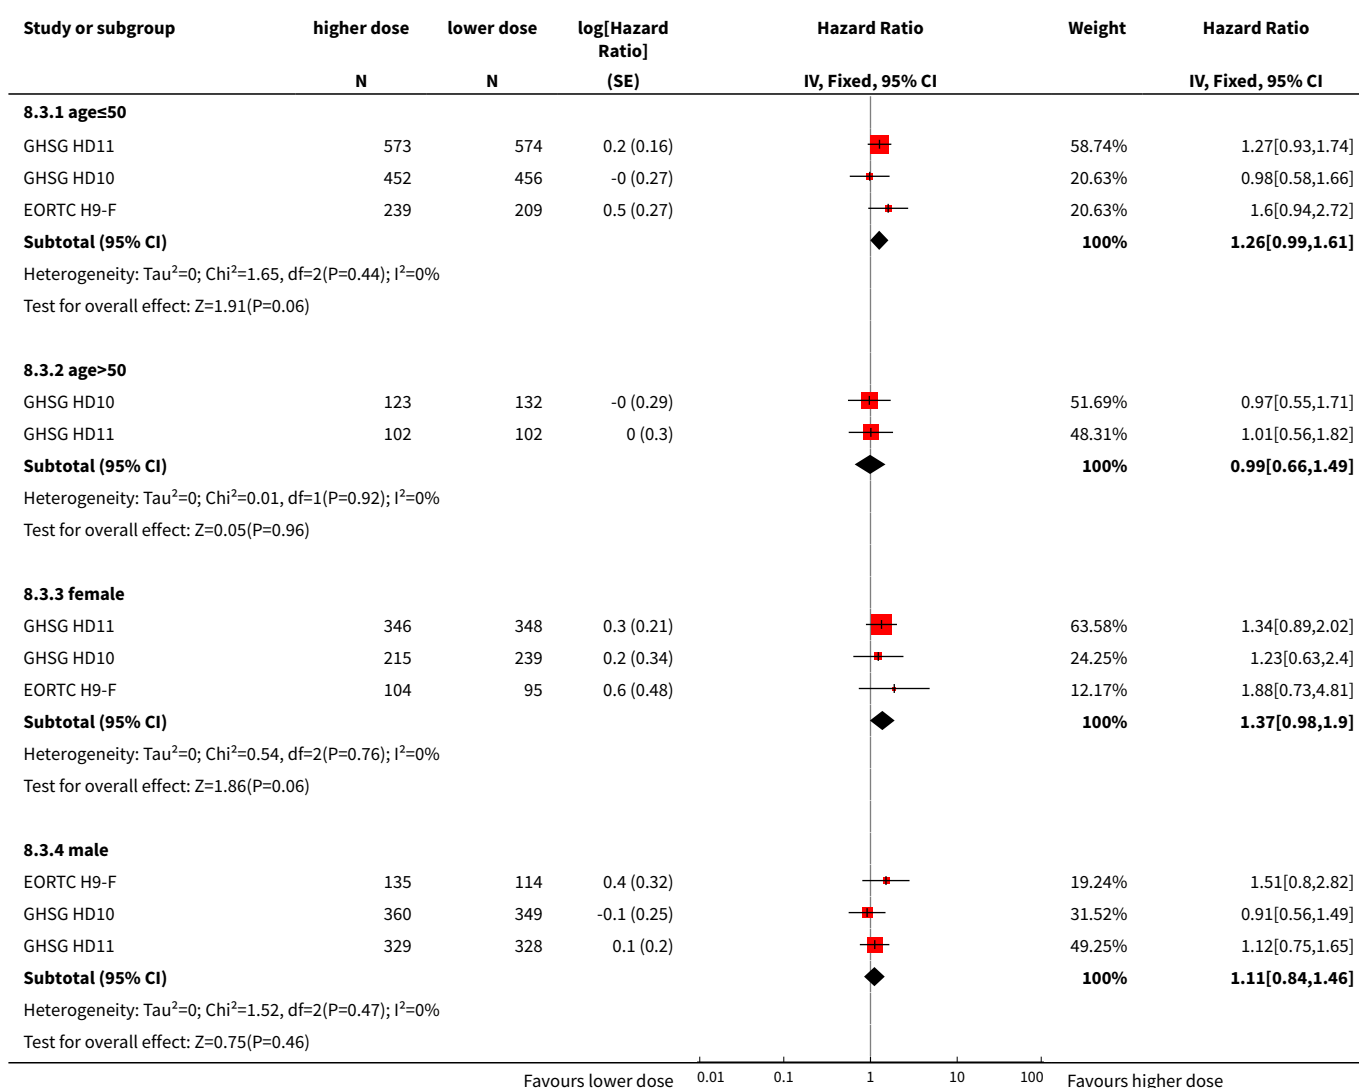 Study or subgroup higher dose lower dose log[Hazard Ratio] Hazard Ratio Weight Hazard Ratio
N N (SE) IV, Fixed, 95% CI IV, Fixed, 95% CI
8.3.1 age≤50
GHSG HD11 573 574 0.2 (0.16) 58.74% 1.27[0.93,1.74]
GHSG HD10 452 456 -0 (0.27) 20.63% 0.98[0.58,1.66]
EORTC H9-F 239 209 0.5 (0.27) 20.63% 1.6[0.94,2.72]
Subtotal (95% CI) 100% 1.26[0.99,1.61]
Heterogeneity: Tau²=0; Chi²=1.65, df=2(P=0.44); I²=0%
Test for overall effect: Z=1.91(P=0.06)
8.3.2 age>50
GHSG HD10 123 132 -0 (0.29) 51.69% 0.97[0.55,1.71]
GHSG HD11 102 102 0 (0.3) 48.31% 1.01[0.56,1.82]
Subtotal (95% CI) 100% 0.99[0.66,1.49]
Heterogeneity: Tau²=0; Chi²=0.01, df=1(P=0.92); I²=0%
Test for overall effect: Z=0.05(P=0.96)
8.3.3 female
GHSG HD11 346 348 0.3 (0.21) 63.58% 1.34[0.89,2.02]
GHSG HD10 215 239 0.2 (0.34) 24.25% 1.23[0.63,2.4]
EORTC H9-F 104 95 0.6 (0.48) 12.17% 1.88[0.73,4.81]
Subtotal (95% CI) 100% 1.37[0.98,1.9]
Heterogeneity: Tau²=0; Chi²=0.54, df=2(P=0.76); I²=0%
Test for overall effect: Z=1.86(P=0.06)
8.3.4 male
EORTC H9-F 135 114 0.4 (0.32) 19.24% 1.51[0.8,2.82]
GHSG HD10 360 349 -0.1 (0.25) 31.52% 0.91[0.56,1.49]
GHSG HD11 329 328 0.1 (0.2) 49.25% 1.12[0.75,1.65]
Subtotal (95% CI) 100% 1.11[0.84,1.46]
Heterogeneity: Tau²=0; Chi²=1.52, df=2(P=0.47); I²=0%
Test for overall effect: Z=0.75(P=0.46)
Favours lower dose 0.01 0.1 1 10 100 Favours higher dose